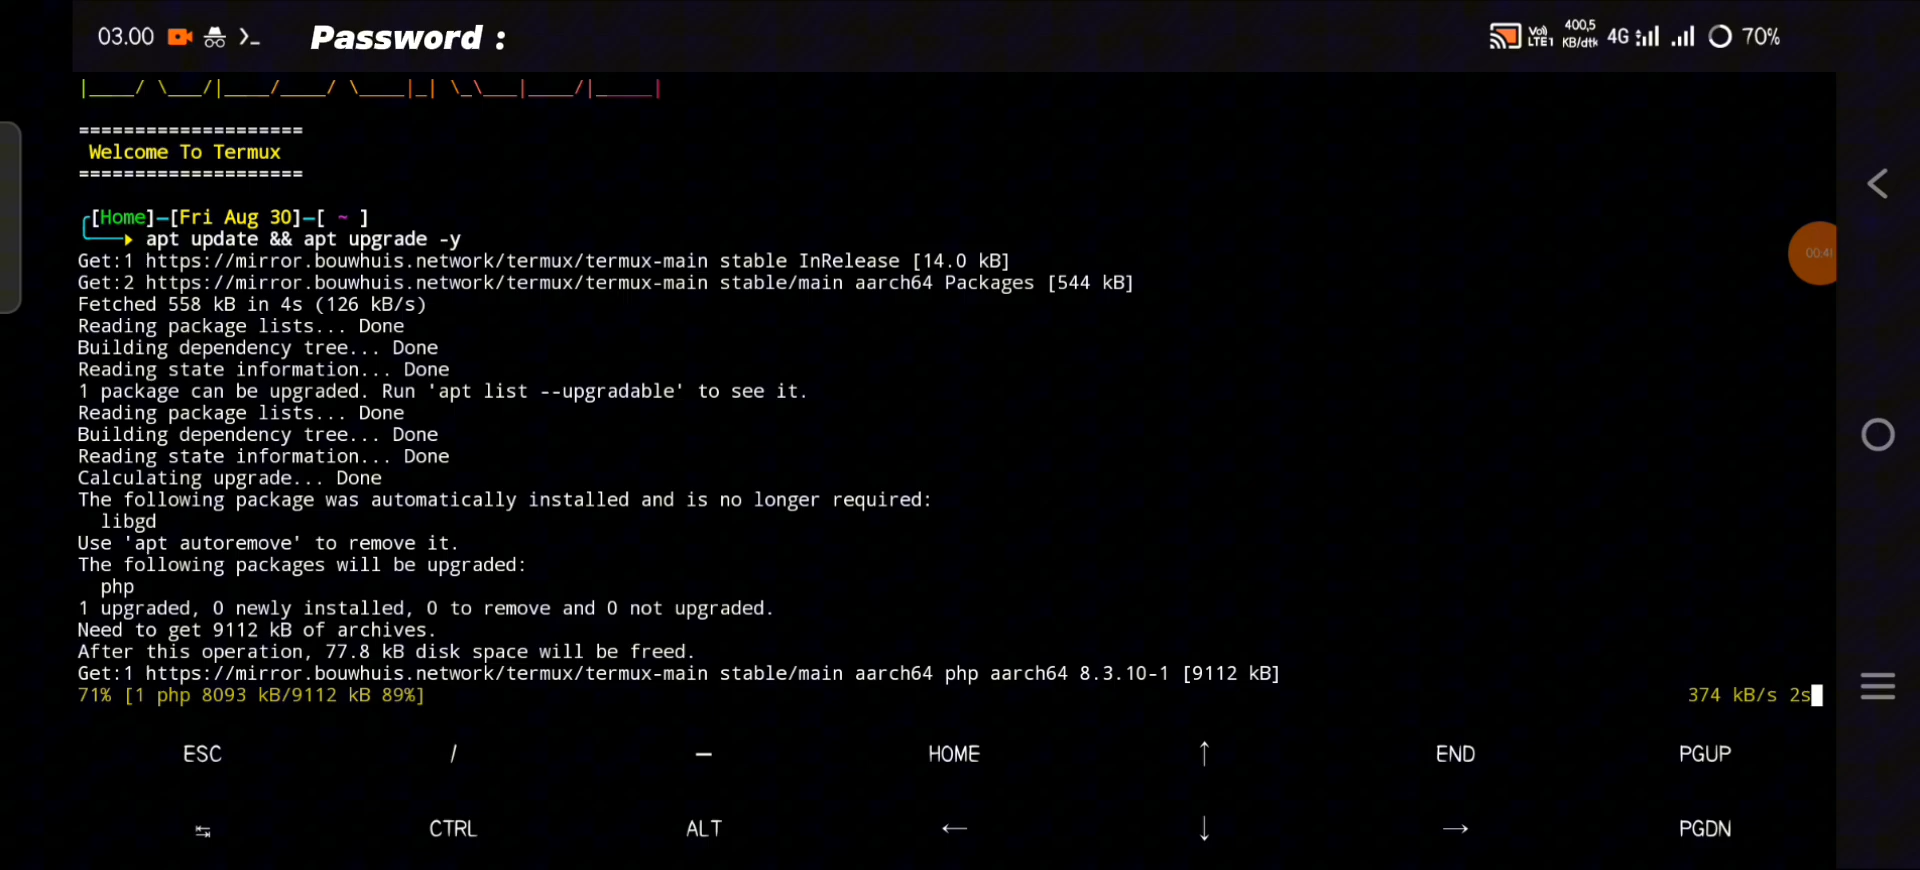 03.00 Password : Vo) LTE1 400,5 KB/dtk 4G 70%
|____/ \___/|____/____/ \____|_| \_\___|____/|_____|
====================
Welcome To Termux
====================
[Home]—[Fri Aug 30]—[ ~ ]
apt update && apt upgrade -y
Get:1 https://mirror.bouwhuis.network/termux/termux-main stable InRelease [14.0 kB]
00:41
Get:2 https://mirror.bouwhuis.network/termux/termux-main stable/main aarch64 Packages [544 kB]
Fetched 558 kB in 4s (126 kB/s)
Reading package lists... Done
Building dependency tree... Done
Reading state information... Done
1 package can be upgraded. Run 'apt list --upgradable' to see it.
Reading package lists... Done
Building dependency tree... Done
Reading state information... Done
Calculating upgrade... Done
The following package was automatically installed and is no longer required:
libgd
Use 'apt autoremove' to remove it.
The following packages will be upgraded:
php
1 upgraded, 0 newly installed, 0 to remove and 0 not upgraded.
Need to get 9112 kB of archives.
After this operation, 77.8 kB disk space will be freed.
Get:1 https://mirror.bouwhuis.network/termux/termux-main stable/main aarch64 php aarch64 8.3.10-1 [9112 kB]
71% [1 php 8093 kB/9112 kB 89%] 374 kB/s 2s
ESC / — HOME ↑ END PGUP
↹ CTRL ALT ← ↓ → PGDN